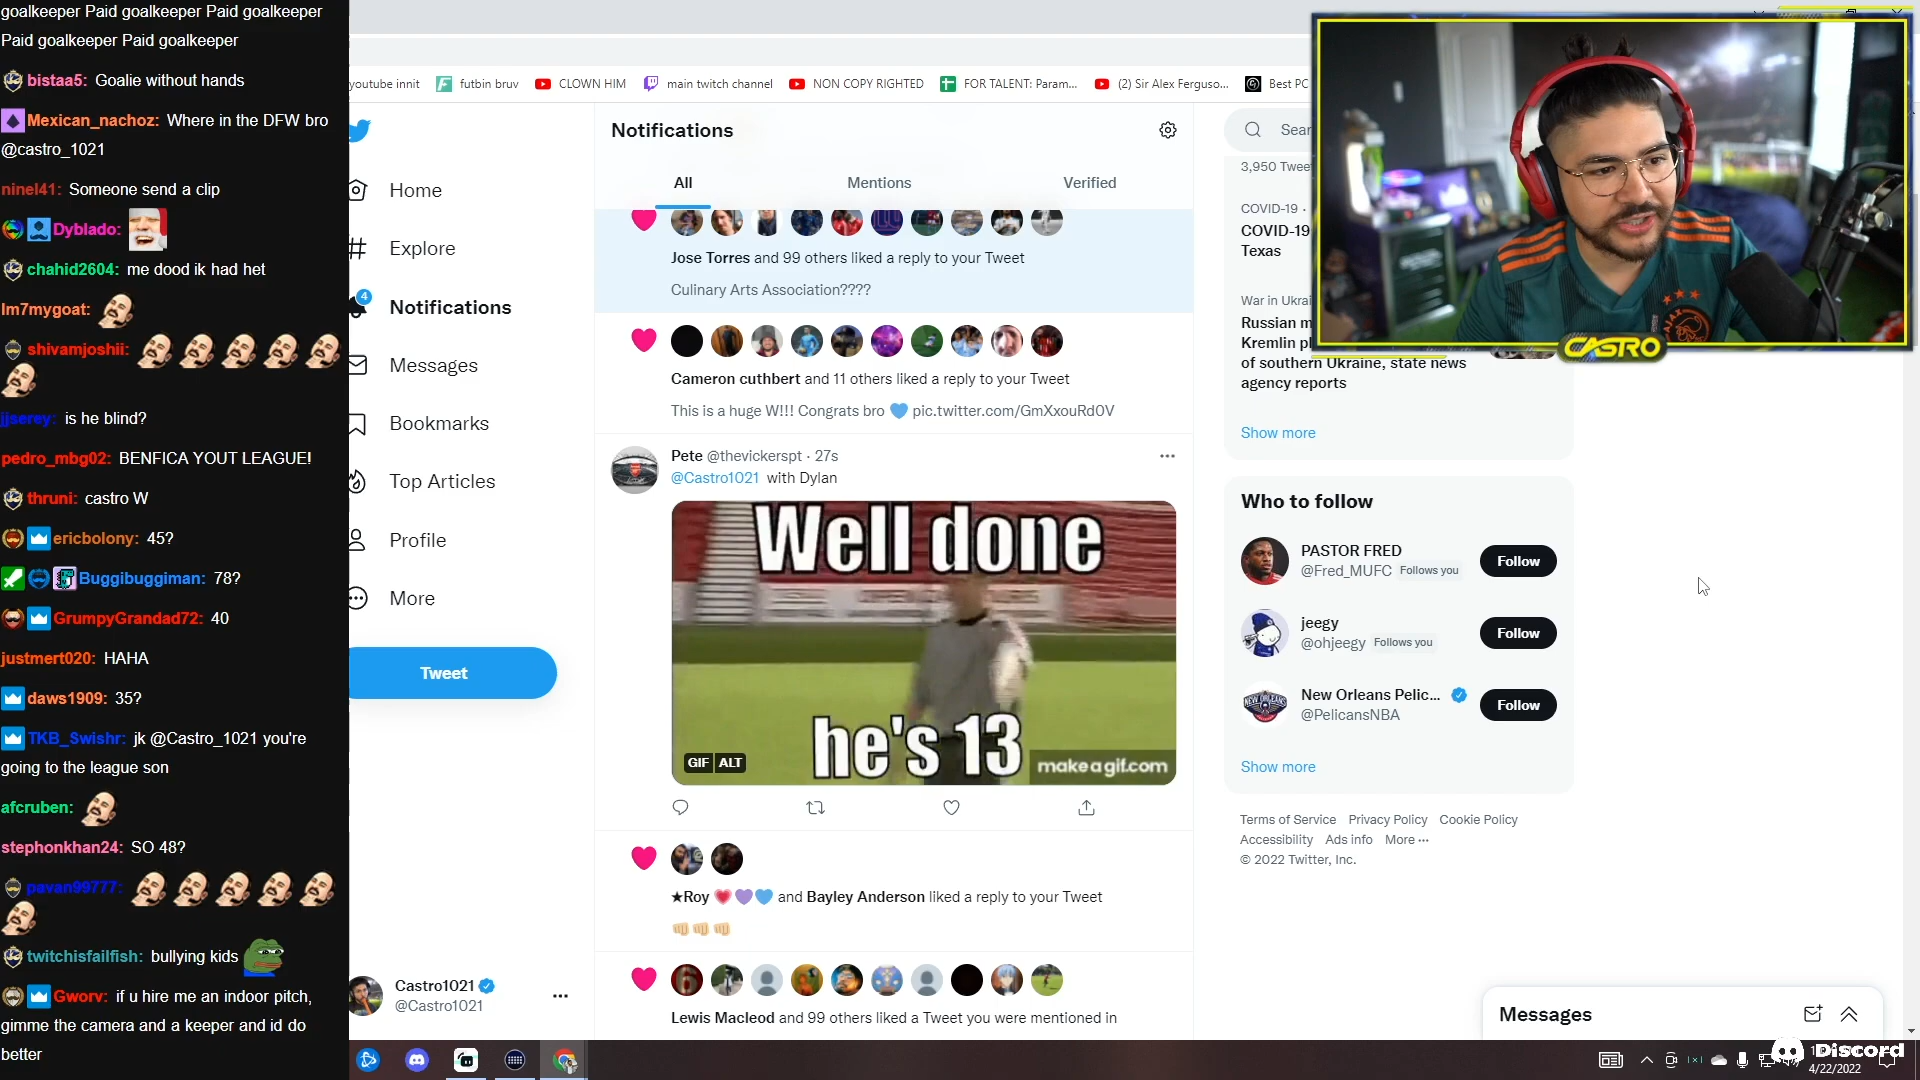 goalkeeper Paid goalkeeper Paid goalkeeper
Paid goalkeeper Paid goalkeeper
bistaa5: Goalie without hands
Mexican_nachoz: Where in the DFW bro
@castro_1021
ninel41: Someone send a clip
Dyblado:
chahid2604: me dood ik had het
lm7mygoat:
shivamjoshii:
jjserey: is he blind?
pedro_mbg02: BENFICA YOUT LEAGUE!
thruni: castro W
ericbolony: 45?
Buggibuggiman: 78?
GrumpyGrandad72: 40
justmert020: HAHA
daws1909: 35?
TKB_Swishr: jk @Castro_1021 you're
going to the league son
afcruben:
stephonkhan24: SO 48?
pavan99777:
twitchisfailfish: bullying kids
Gworv: if u hire me an indoor pitch,
gimme the camera and a keeper and id do
better
youtube innit
futbin bruv
CLOWN HIM
main twitch channel
NON COPY RIGHTED
FOR TALENT: Param...
(2) Sir Alex Ferguso...
Best PC
Home
Explore
4
Notifications
Messages
Bookmarks
Top Articles
Profile
More
Tweet
Castro1021
@Castro1021
...
Notifications
All
Mentions
Verified
Jose Torres and 99 others liked a reply to your Tweet
Culinary Arts Association????
Cameron cuthbert and 11 others liked a reply to your Tweet
This is a huge W!!! Congrats bro 💙 pic.twitter.com/GmXxouRd0V
Pete @thevickerspt · 27s
@Castro1021 with Dylan
Well done
he's 13
GIF ALT
makeagif.com
★Roy 💗💜💙 and Bayley Anderson liked a reply to your Tweet
👊🏻👊🏻👊🏻
Lewis Macleod and 99 others liked a Tweet you were mentioned in
Sear
3,950 Twee
COVID-19 ·
COVID-19
Texas
War in Ukrai
Russian m
Kremlin pl
of southern Ukraine, state news
agency reports
Show more
CASTRO
Who to follow
PASTOR FRED
@Fred_MUFC Follows you
Follow
jeegy
@ohjeegy Follows you
Follow
New Orleans Pelic...
@PelicansNBA
Follow
Show more
Terms of Service Privacy Policy Cookie Policy
Accessibility Ads info More ...
© 2022 Twitter, Inc.
Messages
Discord
4/22/2022